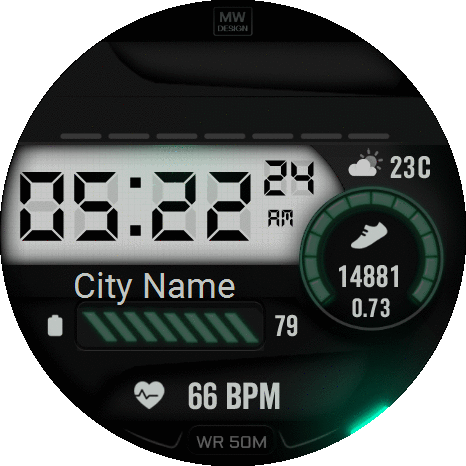 MW
DESIGN
23C
05:22 24
AM
14881
0.73
City Name
79
66 BPM
WR 50M